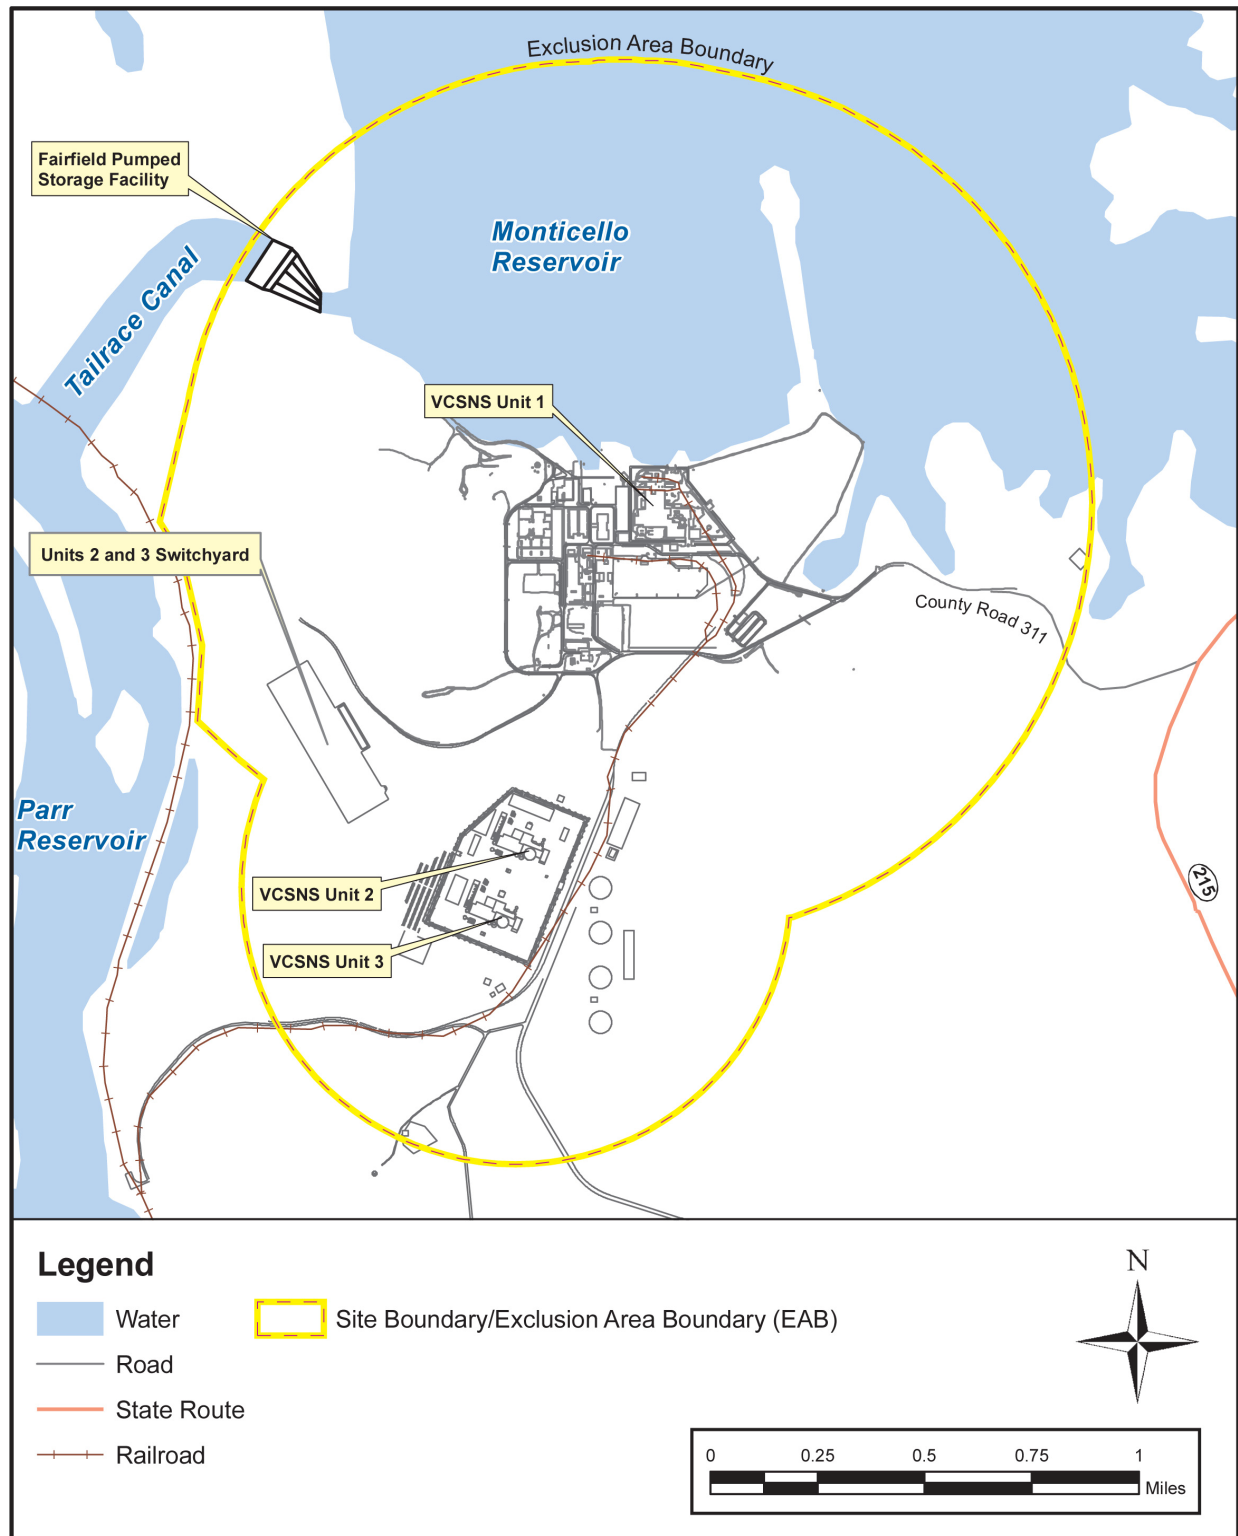 Exclusion Area Boundary
Fairfield Pumped
Storage Facility
Monticello
Reservoir
Tailrace Canal
VCSNS Unit 1
Units 2 and 3 Switchyard
County Road 311
Parr
Reservoir
215
VCSNS Unit 2
VCSNS Unit 3
Legend
Water
Site Boundary/Exclusion Area Boundary (EAB)
Road
State Route
Railroad
N
0 0.25 0.5 0.75 1
Miles